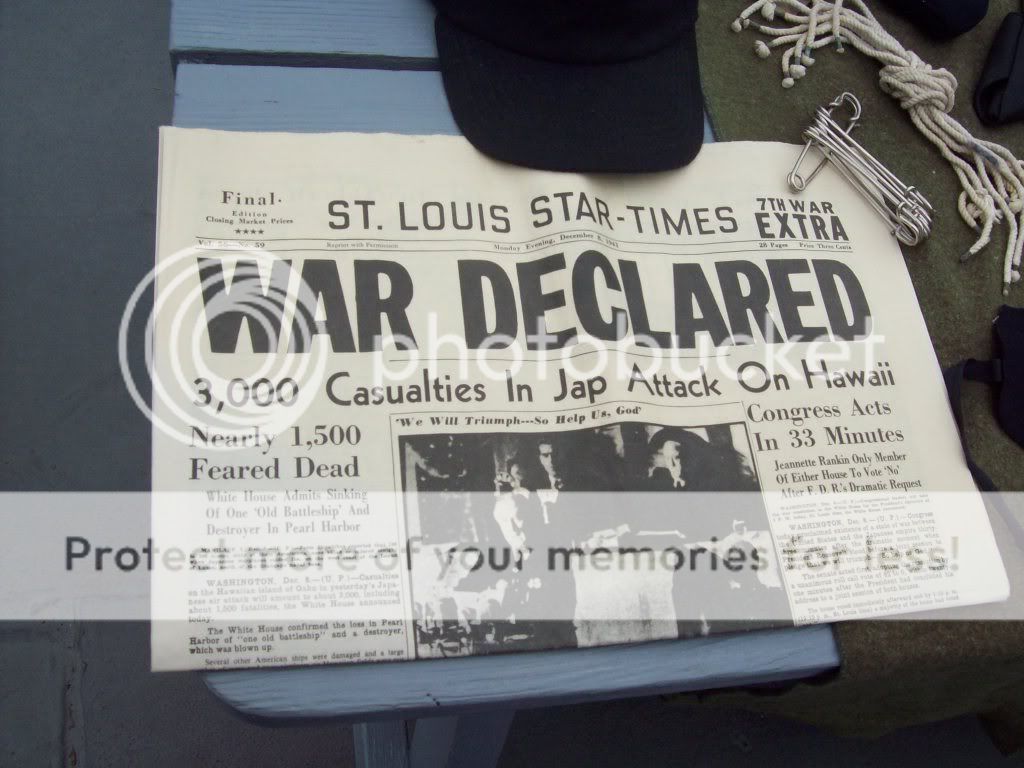 Final
Edition
Closing Market Prices
★★★★
ST. LOUIS STAR-TIMES
7TH WAR
EXTRA
Vol. 56—No. 59
Reprint with Permission
Monday Evening, December 8, 1941
28 Pages Price Three Cents
WAR DECLARED
3,000 Casualties In Jap Attack On Hawaii
Nearly 1,500
Feared Dead
White House Admits Sinking
Of One 'Old Battleship' And
Destroyer In Pearl Harbor
WASHINGTON, Dec. 8.—(U. P.)—Casualties
on the Hawaiian island of Oahu in yesterday's Japa-
nese air attack will amount to about 3,000, including
about 1,500 fatalities, the White House announced
today.
The White House confirmed the loss in Pearl
Harbor of "one old battleship" and a destroyer,
which was blown up.
Several other American ships were damaged and a large
'We Will Triumph---So Help Us, God'
Congress Acts
In 33 Minutes
Jeannette Rankin Only Member
Of Either House To Vote 'No'
After F. D. R.'s Dramatic Request
WASHINGTON, Dec. 8.—(U. P.)—Congress
photobucket
Protect more of your memories for less!